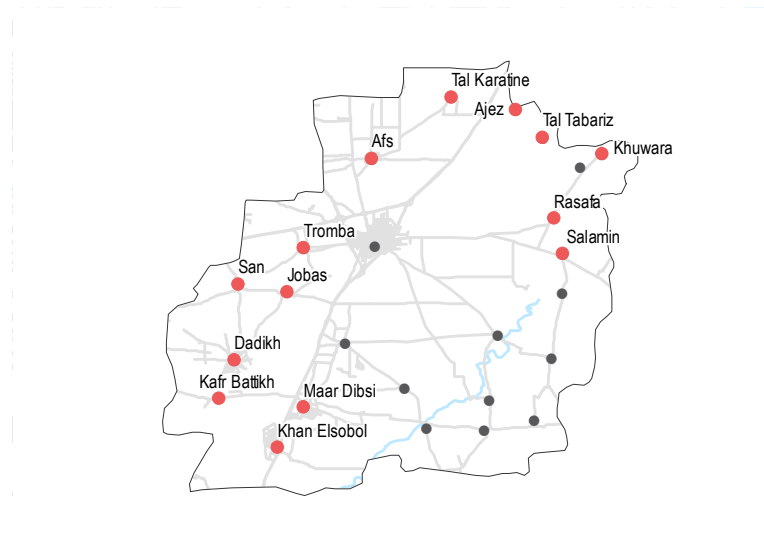 Tal Karatine
Ajez
Tal Tabariz
Afs
Khuwara
Rasafa
Tromba
Salamin
San
Jobas
Dadikh
Kafr Battikh
Maar Dibsi
Khan Elsobol